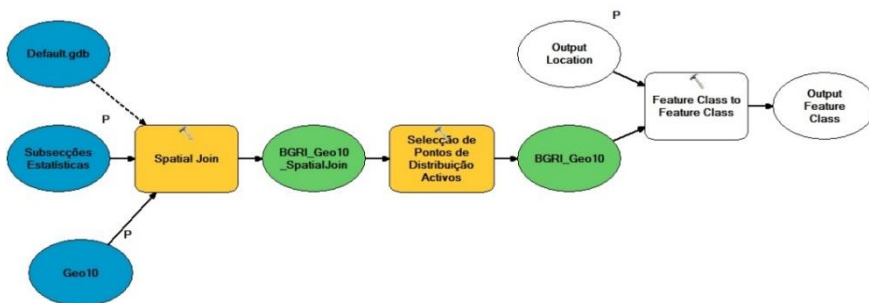 Default.gdb
P
Subsecções
Estatísticas
Spatial Join
P
Geo10
BGRI_Geo10
_SpatialJoin
Selecção de
Pontos de
Distribuição
Activos
BGRI_Geo10
P
Output
Location
Feature Class to
Feature Class
Output
Feature
Class